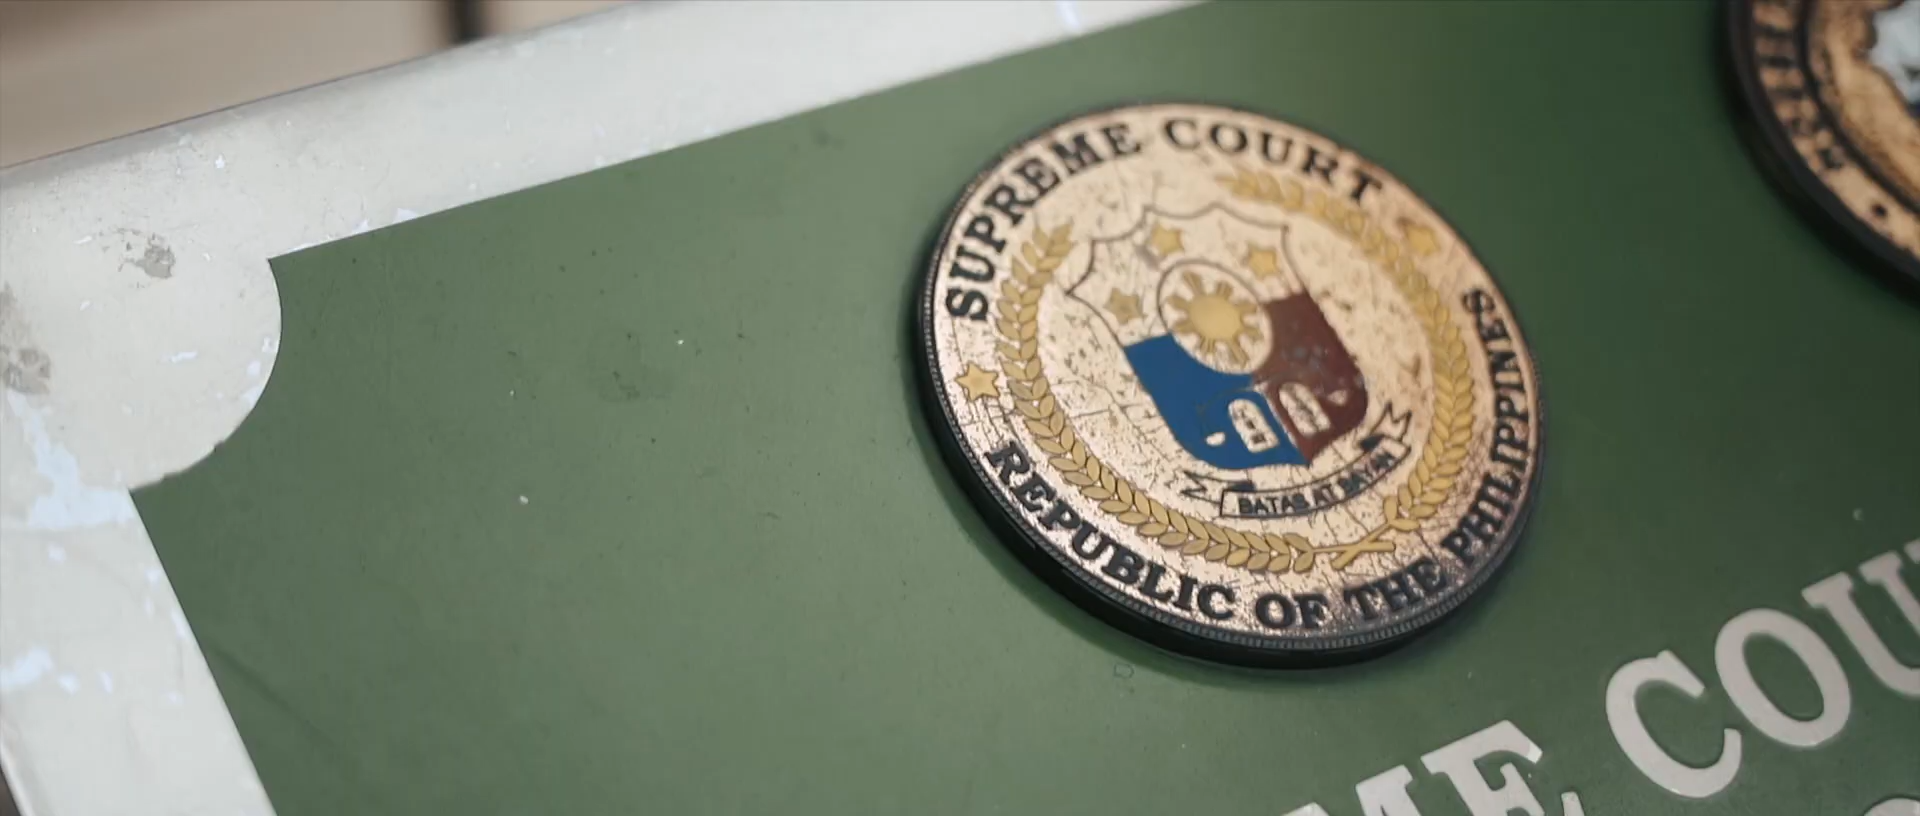 SUPREME COURT
BATAS AT BAYAN
REPUBLIC OF THE PHILIPPINES